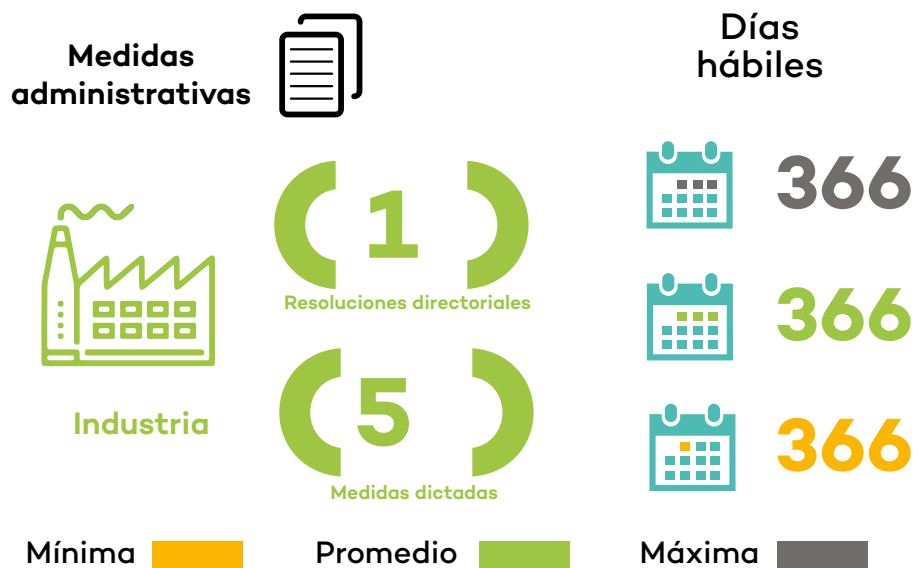 Medidas
administrativas
Días
hábiles
1
Resoluciones directoriales
366
366
Industria
5
Medidas dictadas
366
Mínima
Promedio
Máxima